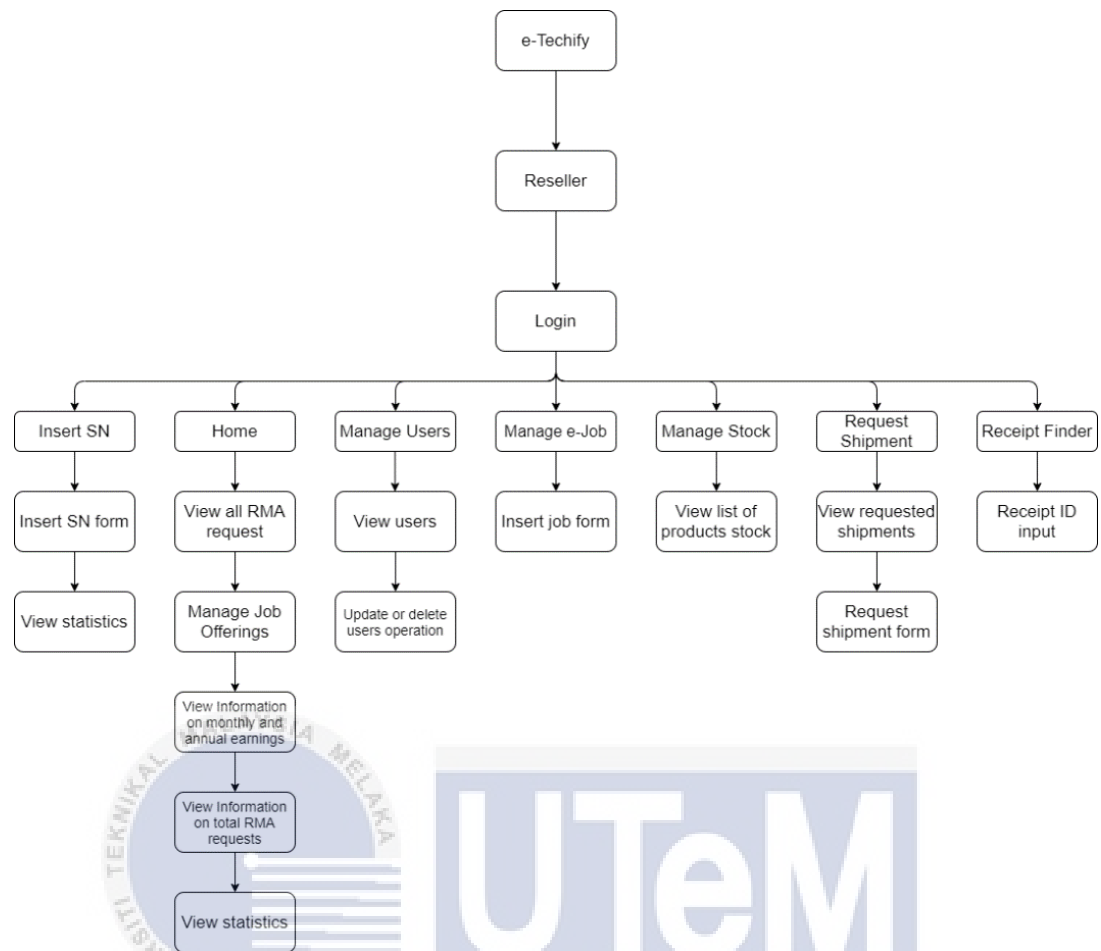 e-Techify
Reseller
Login
Insert SN
Home
Manage Users
Manage e-Job
Manage Stock
Request
Shipment
Receipt Finder
Insert SN form
View all RMA
request
View users
Insert job form
View list of
products stock
View requested
shipments
Receipt ID
input
View statistics
Manage Job
Offerings
Update or delete
users operation
Request
shipment form
View Information
on monthly and
annual earnings
View Information
on total RMA
requests
View statistics
TEKNIKAL MALAYSIA MELAKA
UTeM